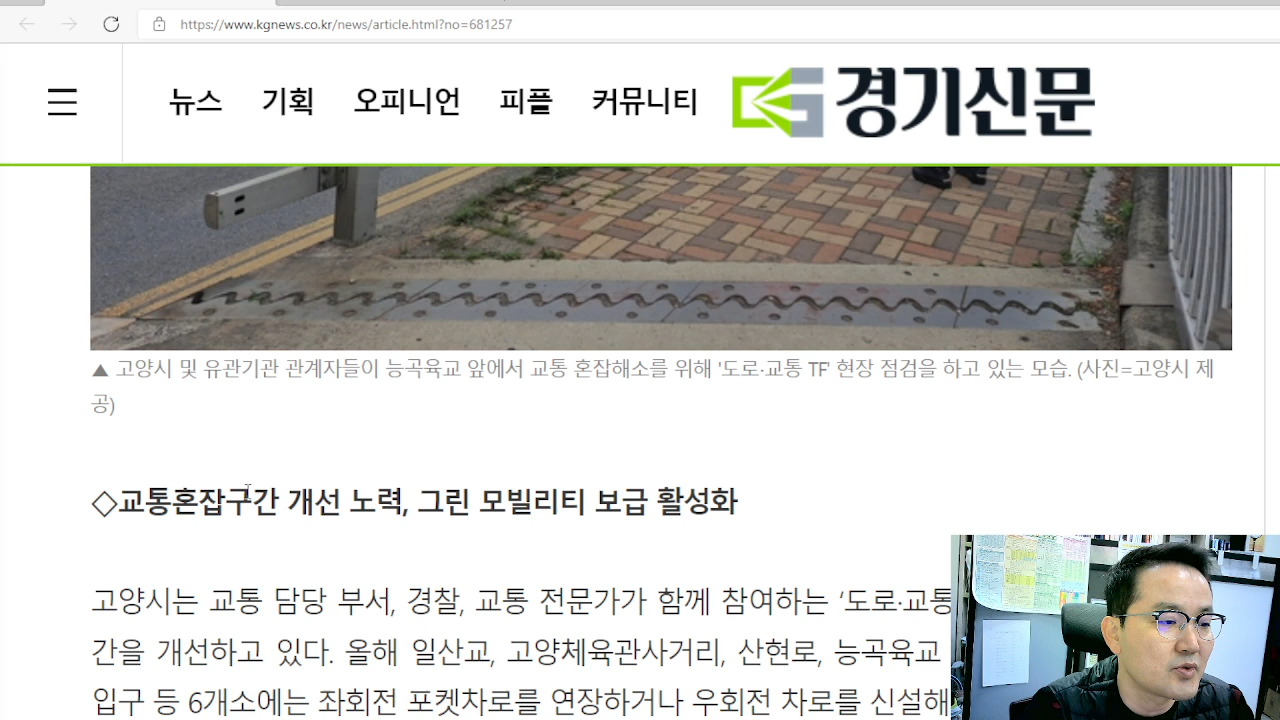 https://www.kgnews.co.kr/news/article.html?no=681257
뉴스 기획 오피니언 피플 커뮤니티 경기신문
▲ 고양시 및 유관기관 관계자들이 능곡육교 앞에서 교통 혼잡해소를 위해 '도로·교통 TF' 현장 점검을 하고 있는 모습. (사진=고양시 제
공)
◇교통혼잡구간 개선 노력, 그린 모빌리티 보급 활성화
고양시는 교통 담당 부서, 경찰, 교통 전문가가 함께 참여하는 ‘도로·교통
간을 개선하고 있다. 올해 일산교, 고양체육관사거리, 산현로, 능곡육교
입구 등 6개소에는 좌회전 포켓차로를 연장하거나 우회전 차로를 신설해